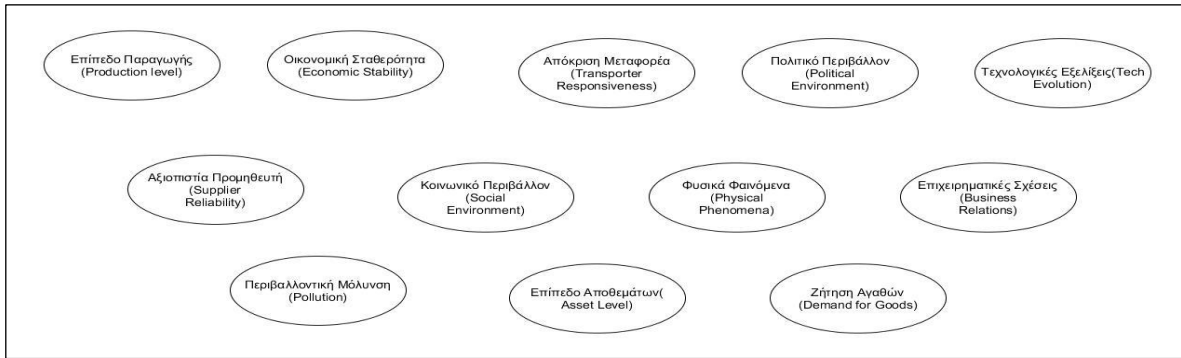 Επίπεδο Παραγωγής
(Production level)
Οικονομική Σταθερότητα
(Economic Stability)
Απόκριση Μεταφορέα
(Transporter
Responsiveness)
Πολιτικό Περιβάλλον
(Political
Environment)
Τεχνολογικές Εξελίξεις(Tech
Evolution)
Αξιοπιστία Προμηθευτή
(Supplier
Reliability)
Κοινωνικό Περιβάλλον
(Social
Environment)
Φυσικά Φαινόμενα
(Physical
Phenomena)
Επιχειρηματικές Σχέσεις
(Business
Relations)
Περιβαλλοντική Μόλυνση
(Pollution)
Επίπεδο Αποθεμάτων(
Asset Level)
Ζήτηση Αγαθών
(Demand for Goods)